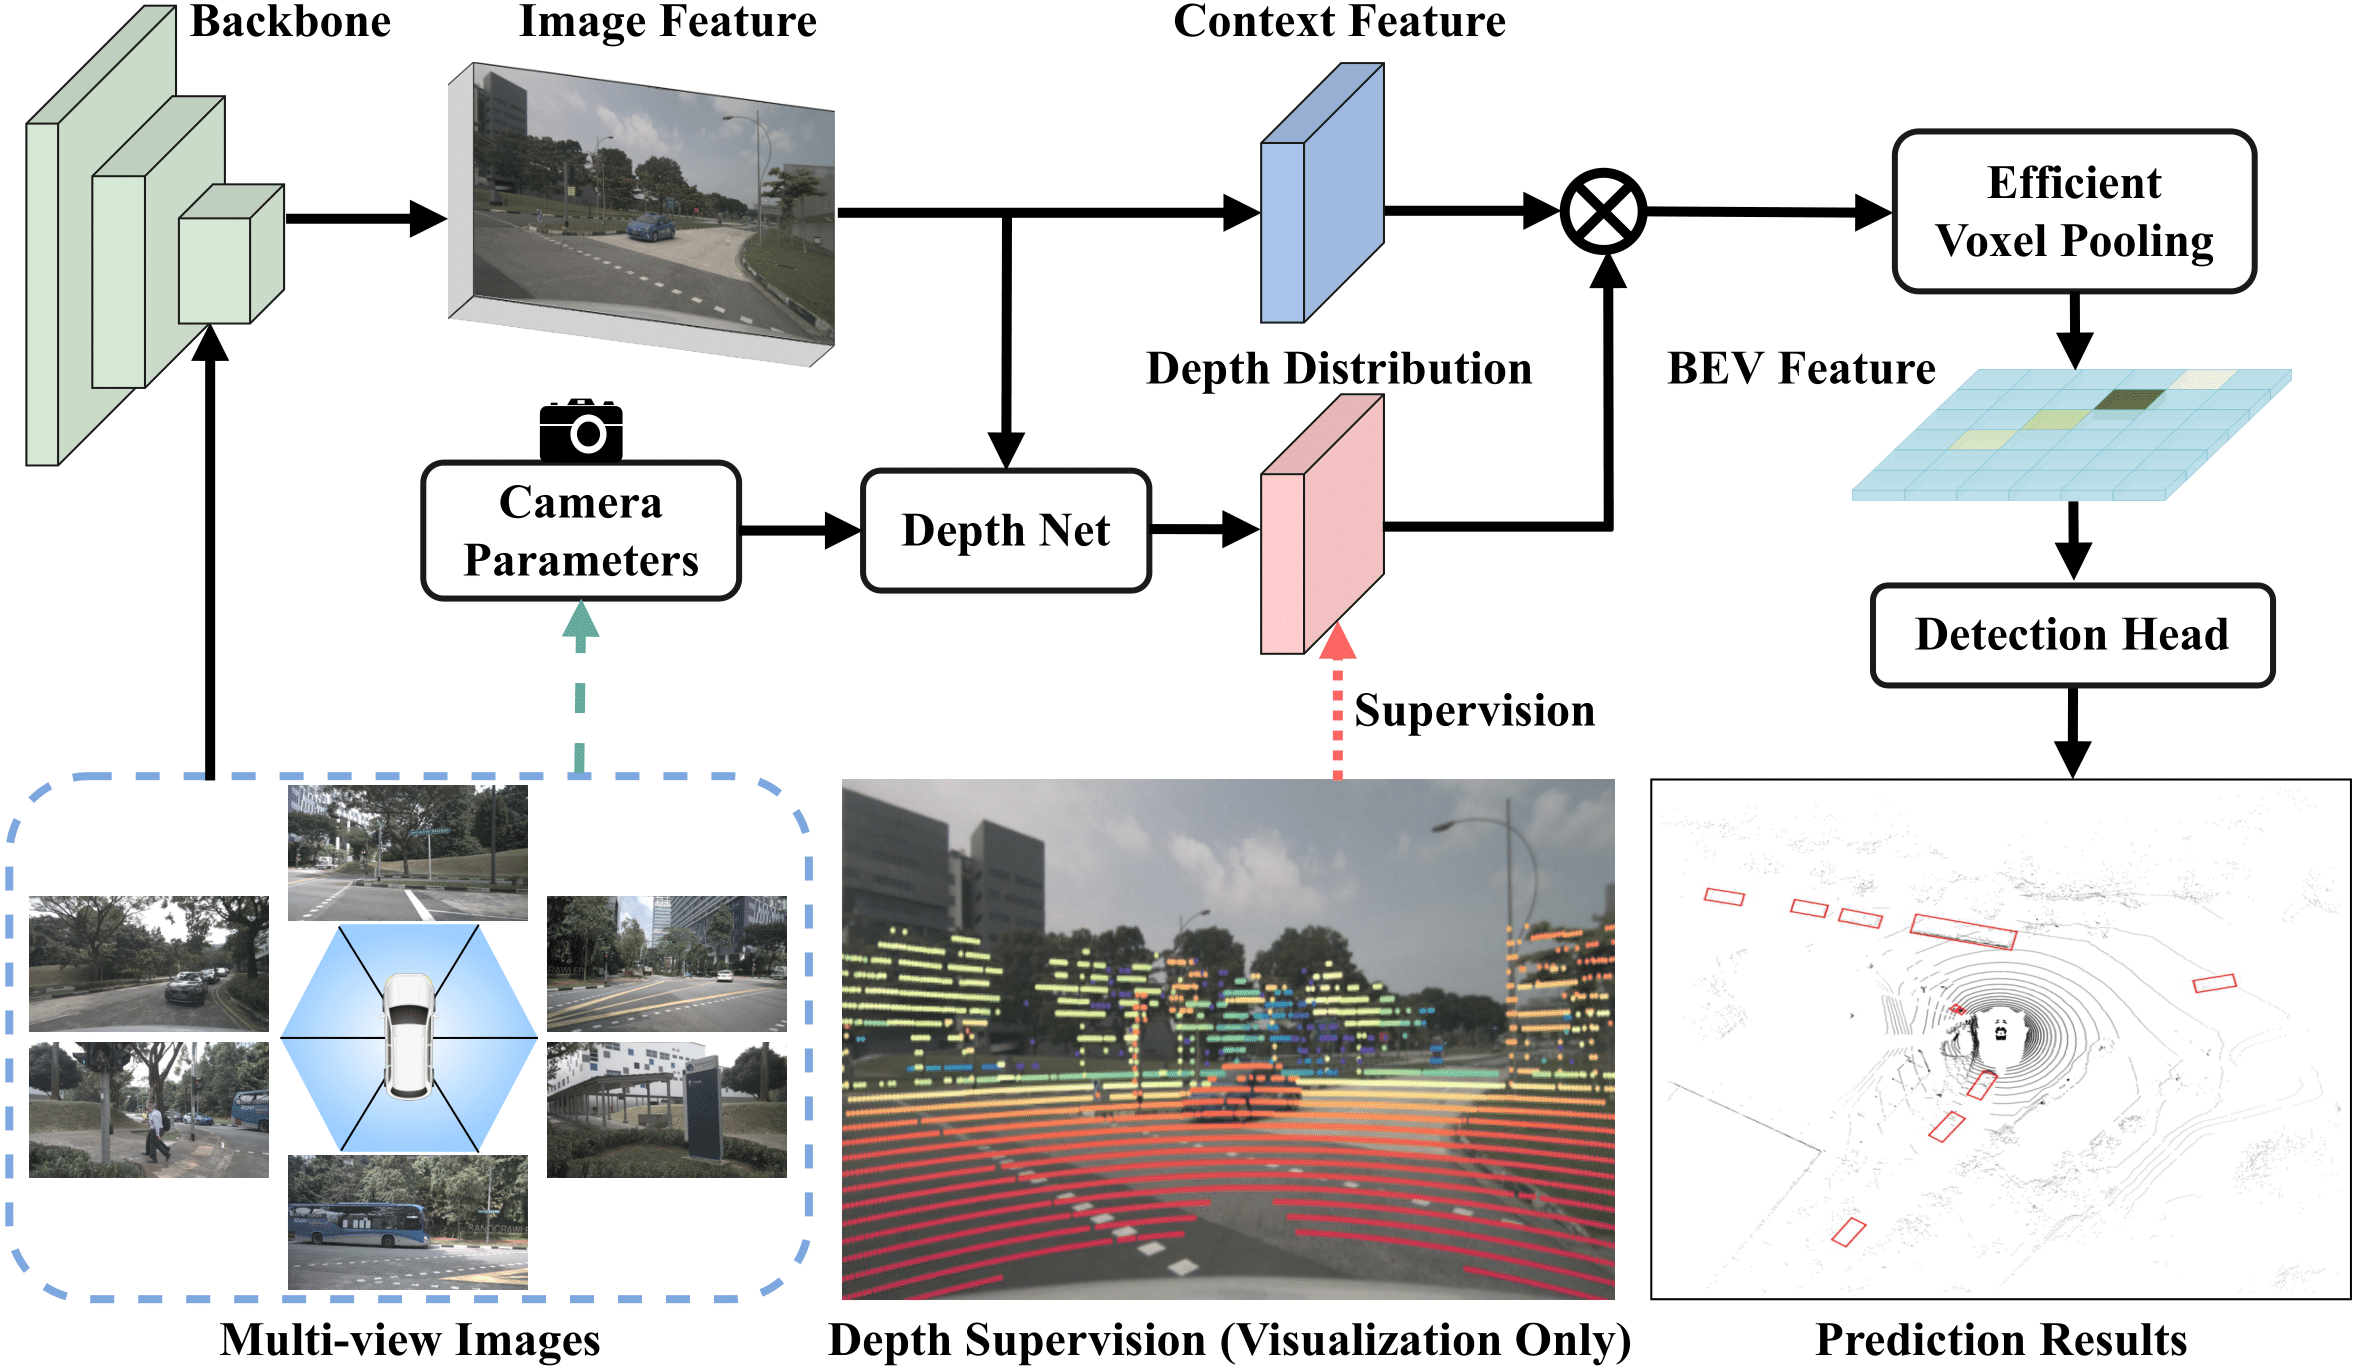 Backbone
Image Feature
Context Feature
Efficient
Voxel Pooling
Depth Distribution
BEV Feature
Camera
Parameters
Depth Net
Detection Head
Supervision
Multi-view Images
Depth Supervision (Visualization Only)
Prediction Results